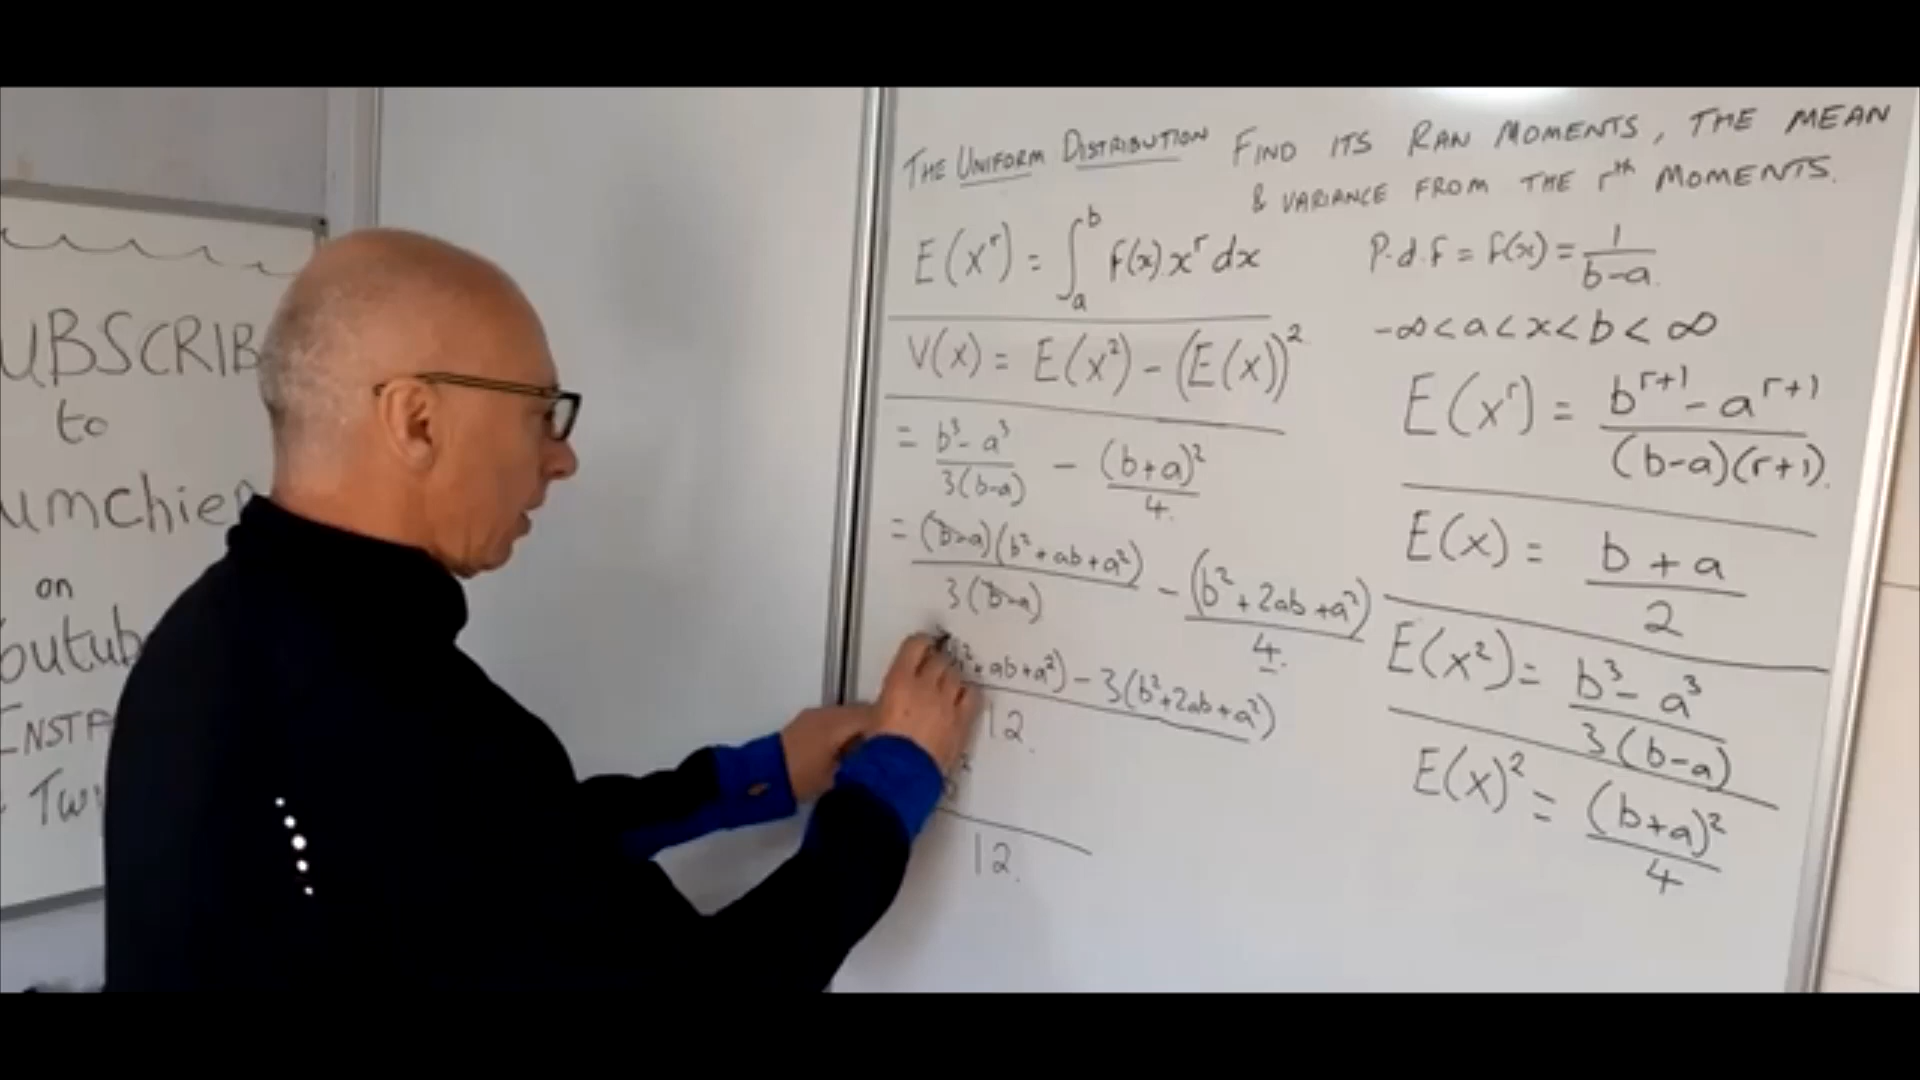 UBSCRIB
to
umchie
on
outub
INSTA
TW
THE UNIFORM DISTRIBUTION FIND ITS RAN MOMENTS, THE MEAN
& VARIANCE FROM THE rᵗʰ MOMENTS.
E(xʳ) = ∫ₐᵇ f(x) xʳ dx
V(x) = E(x²) - (E(x))²
= b³ - a³ / 3(b-a) - (b+a)² / 4.
= (b-a)(b² + ab + a²) / 3(b-a) - (b² + 2ab + a²) / 4.
+ ab + a²) - 3(b² + 2ab + a²) / 12.
12.
P.d.f = f(x) = 1 / b-a.
-∞ < a < x < b < ∞
E(xʳ) = bʳ⁺¹ - aʳ⁺¹ / (b-a)(r+1).
E(x) = b + a / 2
E(x²) = b³ - a³ / 3(b-a)
E(x)² = (b+a)² / 4